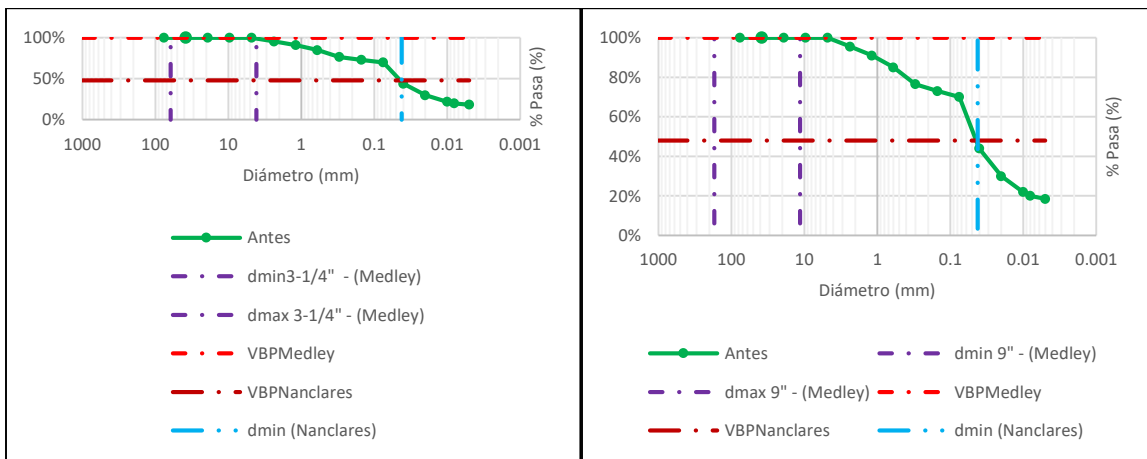 100%
50%
0%
1000 100 10 1 0.1 0.01 0.001
% Pasa (%)
Diámetro (mm)
Antes
dmin3-1/4" - (Medley)
dmax 3-1/4" - (Medley)
VBPMedley
VBPNanclares
dmin (Nanclares)
100%
80%
60%
40%
20%
0%
1000 100 10 1 0.1 0.01 0.001
% Pasa (%)
Diámetro (mm)
Antes dmin 9" - (Medley)
dmax 9" - (Medley) VBPMedley
VBPNanclares dmin (Nanclares)